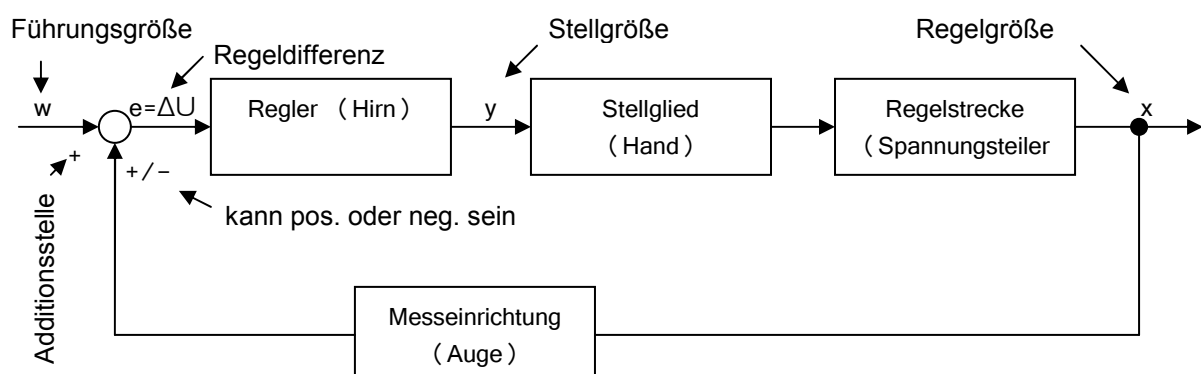 Führungsgröße
Regeldifferenz
Stellgröße
Regelgröße
w
e=ΔU
Regler (Hirn)
y
Stellglied
(Hand)
Regelstrecke
(Spannungsteiler
x
+
+/-
kann pos. oder neg. sein
Additionsstelle
Messeinrichtung
(Auge)